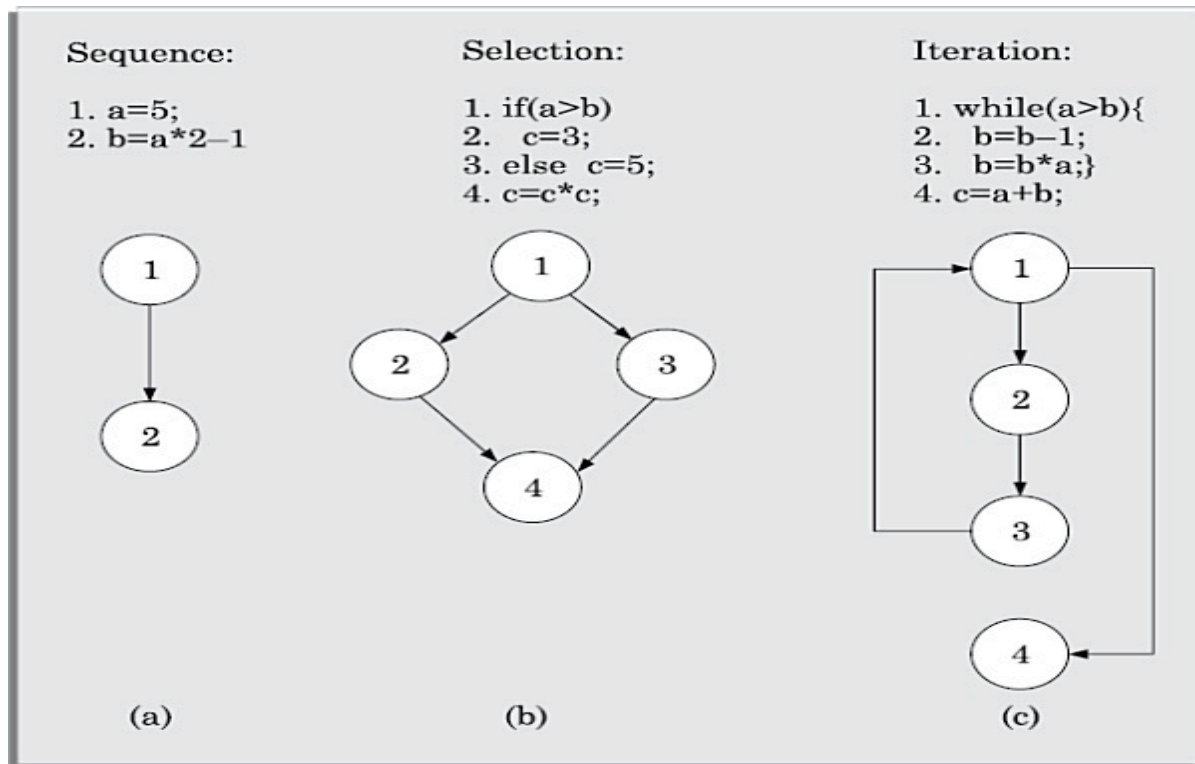 Sequence:
1. a=5;
2. b=a*2–1
Selection:
1. if(a>b)
2. c=3;
3. else c=5;
4. c=c*c;
Iteration:
1. while(a>b){
2. b=b–1;
3. b=b*a;}
4. c=a+b;
1
2
1
2
3
4
1
2
3
4
(a)
(b)
(c)